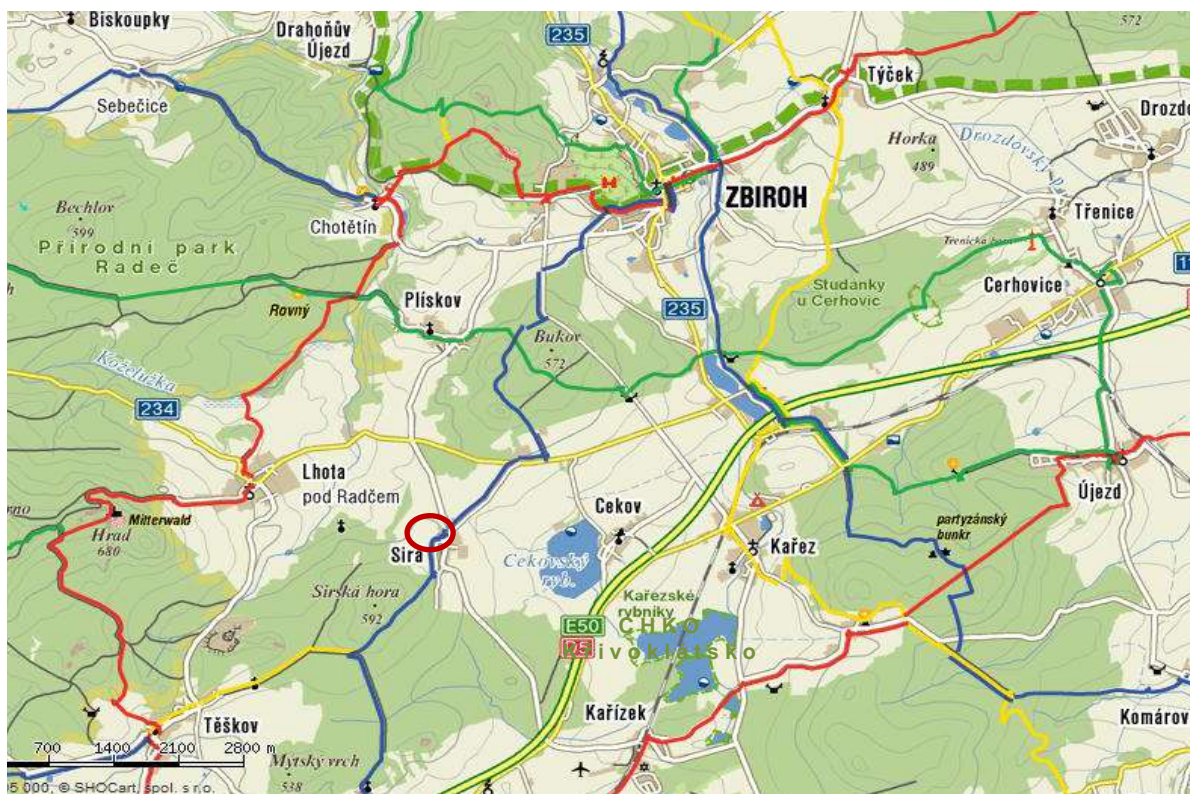 Biskoupky
Drahoňův
Újezd
235
572
Týček
Sebečice
Drozd
Horka
489
Drozdovský
ZBIROH
Bechlov
599
Chotětín
Třenice
Přírodní park
Radeč
Studánky
u Cerhovic
Cerhovice
Rovný
Plískov
235
Bukov
572
Koželužka
234
Lhota
pod Radčem
Mitterwald
Hrad
680
Cekov
Újezd
partyzánský
bunkr
Sirá
Cekovský
ryb.
Kařez
Sirská hora
592
Kařezské
rybníky
E50
CHKO
Těškov
Kařízek
Komárov
700 1400 2100 2800 m
Mýtský vrch
538
5 000, © SHOCart, spol. s r.o.